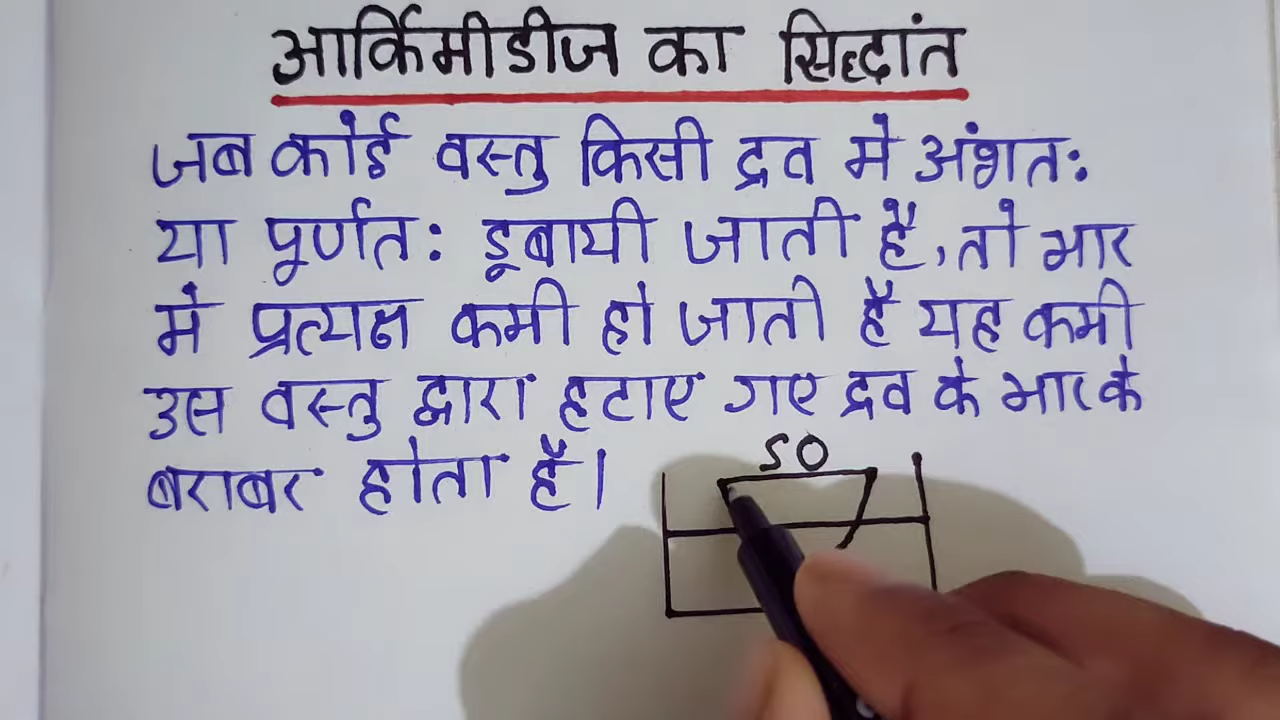 आर्किमीडीज का सिद्धांत
जब कोई वस्तु किसी द्रव मे अंशत:
या पूर्णत: डूबायी जाती है, तो भार
मे प्रत्यक्ष कमी हो जाती है यह कमी
उस वस्तु द्वारा हटाए गए द्रव के भार के
बराबर होता है।
50